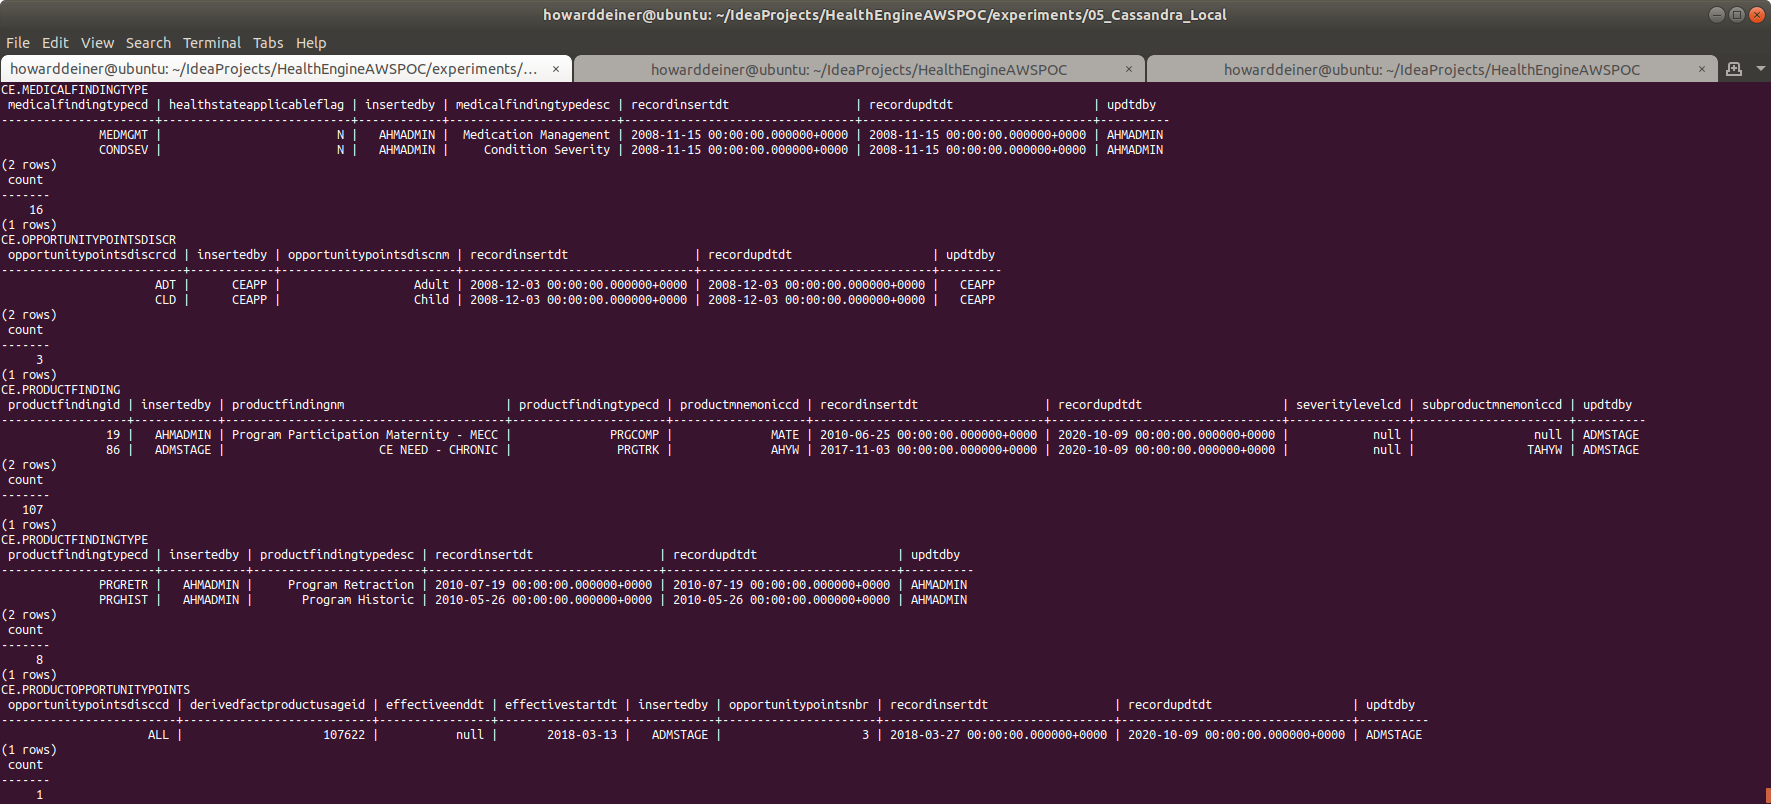 howarddeiner@ubuntu: ~/IdeaProjects/HealthEngineAWSPOC/experiments/05_Cassandra_Local
File Edit View Search Terminal Tabs Help
howarddeiner@ubuntu: ~/IdeaProjects/HealthEngineAWSPOC/experiments/... × howarddeiner@ubuntu: ~/IdeaProjects/HealthEngineAWSPOC × howarddeiner@ubuntu: ~/IdeaProjects/HealthEngineAWSPOC ×
CE.MEDICALFINDINGTYPE
 medicalfindingtypecd | healthstateapplicableflag | insertedby | medicalfindingtypedesc | recordinsertdt                  | recordupdtdt                    | updtdby
----------------------+---------------------------+------------+------------------------+---------------------------------+---------------------------------+----------
              MEDMGMT |                         N |   AHMADMIN |  Medication Management | 2008-11-15 00:00:00.000000+0000 | 2008-11-15 00:00:00.000000+0000 | AHMADMIN
              CONDSEV |                         N |   AHMADMIN |     Condition Severity | 2008-11-15 00:00:00.000000+0000 | 2008-11-15 00:00:00.000000+0000 | AHMADMIN
(2 rows)
 count
-------
    16
(1 rows)
CE.OPPORTUNITYPOINTSDISCR
 opportunitypointsdiscrcd | insertedby | opportunitypointsdiscnm | recordinsertdt                  | recordupdtdt                    | updtdby
--------------------------+------------+-------------------------+---------------------------------+---------------------------------+---------
                      ADT |      CEAPP |                   Adult | 2008-12-03 00:00:00.000000+0000 | 2008-12-03 00:00:00.000000+0000 |   CEAPP
                      CLD |      CEAPP |                   Child | 2008-12-03 00:00:00.000000+0000 | 2008-12-03 00:00:00.000000+0000 |   CEAPP
(2 rows)
 count
-------
     3
(1 rows)
CE.PRODUCTFINDING
 productfindingid | insertedby | productfindingnm                       | productfindingtypecd | productmnemoniccd | recordinsertdt                  | recordupdtdt                    | severitylevelcd | subproductmnemoniccd | updtdby
------------------+------------+----------------------------------------+----------------------+-------------------+---------------------------------+---------------------------------+-----------------+----------------------+----------
               19 |   AHMADMIN | Program Participation Maternity - MECC |              PRGCOMP |              MATE | 2010-06-25 00:00:00.000000+0000 | 2020-10-09 00:00:00.000000+0000 |            null |                 null | ADMSTAGE
               86 |   ADMSTAGE |                      CE NEED - CHRONIC |               PRGTRK |              AHYW | 2017-11-03 00:00:00.000000+0000 | 2020-10-09 00:00:00.000000+0000 |            null |                TAHYW | ADMSTAGE
(2 rows)
 count
-------
   107
(1 rows)
CE.PRODUCTFINDINGTYPE
 productfindingtypecd | insertedby | productfindingtypedesc | recordinsertdt                  | recordupdtdt                    | updtdby
----------------------+------------+------------------------+---------------------------------+---------------------------------+----------
              PRGRETR |   AHMADMIN |     Program Retraction | 2010-07-19 00:00:00.000000+0000 | 2010-07-19 00:00:00.000000+0000 | AHMADMIN
              PRGHIST |   AHMADMIN |       Program Historic | 2010-05-26 00:00:00.000000+0000 | 2010-05-26 00:00:00.000000+0000 | AHMADMIN
(2 rows)
 count
-------
     8
(1 rows)
CE.PRODUCTOPPORTUNITYPOINTS
 opportunitypointsdisccd | derivedfactproductusageid | effectiveenddt | effectivestartdt | insertedby | opportunitypointsnbr | recordinsertdt                  | recordupdtdt                    | updtdby
-------------------------+---------------------------+----------------+------------------+------------+----------------------+---------------------------------+---------------------------------+----------
                     ALL |                    107622 |           null |       2018-03-13 |   ADMSTAGE |                    3 | 2018-03-27 00:00:00.000000+0000 | 2020-10-09 00:00:00.000000+0000 | ADMSTAGE
(1 rows)
 count
-------
     1